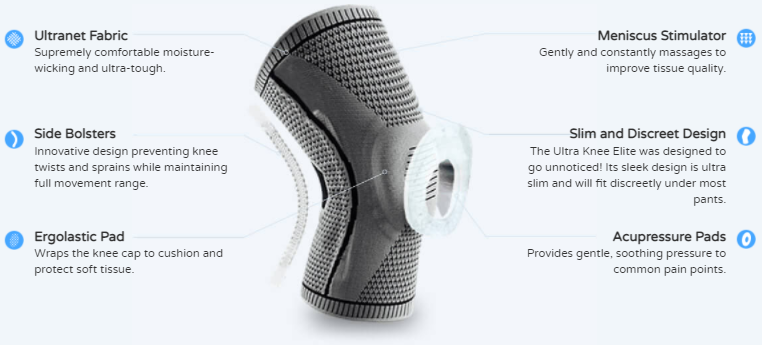 Ultranet Fabric
Supremely comfortable moisture-
wicking and ultra-tough.
Side Bolsters
Innovative design preventing knee
twists and sprains while maintaining
full movement range.
Ergolastic Pad
Wraps the knee cap to cushion and
protect soft tissue.
Meniscus Stimulator
Gently and constantly massages to
improve tissue quality.
Slim and Discreet Design
The Ultra Knee Elite was designed to
go unnoticed! Its sleek design is ultra
slim and will fit discreetly under most
pants.
Acupressure Pads
Provides gentle, soothing pressure to
common pain points.